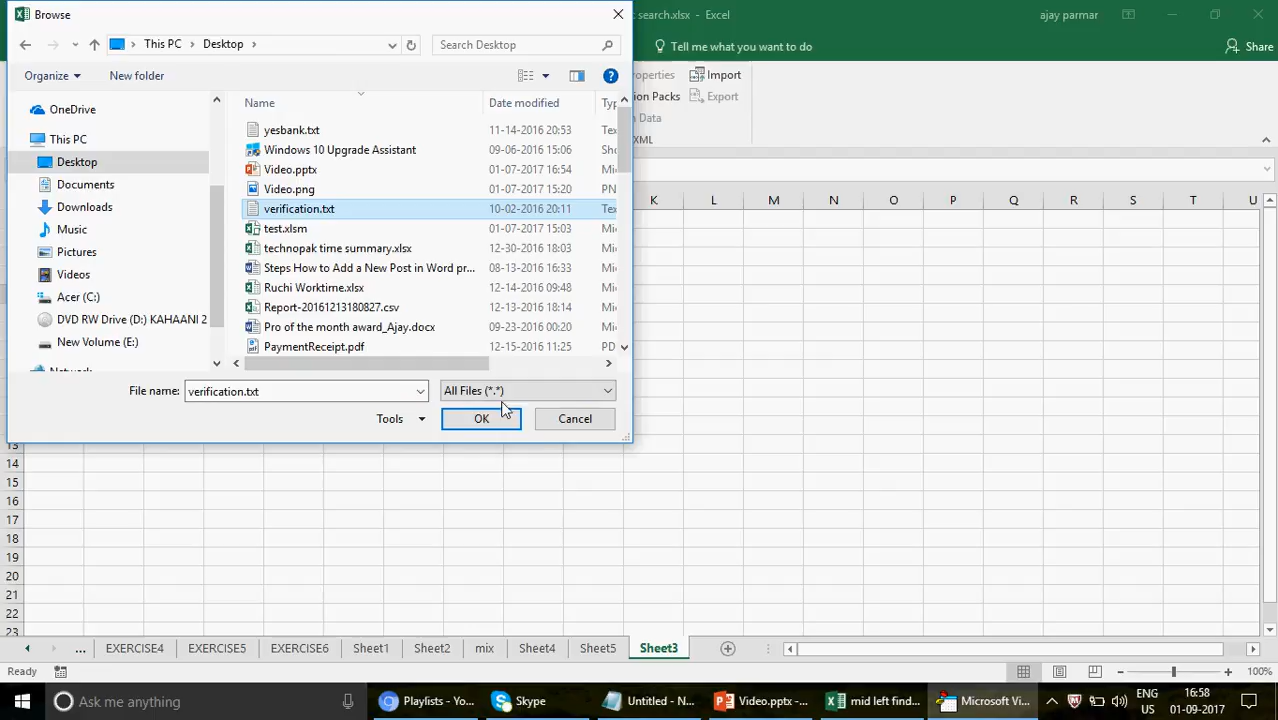 Browse
search.xlsx - Excel
ajay parmar
This PC
Desktop
Search Desktop
Tell me what you want to do
Share
Organize
New folder
Properties
Import
Packs
Export
Data
XML
OneDrive
This PC
Desktop
Documents
Downloads
Music
Pictures
Videos
Acer (C:)
DVD RW Drive (D:) KAHAANI 2
New Volume (E:)
Network
Name Date modified Typ
yesbank.txt 11-14-2016 20:53 Tex
Windows 10 Upgrade Assistant 09-06-2016 15:06 Sho
Video.pptx 01-07-2017 16:54 Mic
Video.png 01-07-2017 15:20 PN
verification.txt 10-02-2016 20:11 Tex
test.xlsm 01-07-2017 15:03 Mic
technopak time summary.xlsx 12-30-2016 18:03 Mic
Steps How to Add a New Post in Word pr... 08-13-2016 16:33 Mic
Ruchi Worktime.xlsx 12-14-2016 09:48 Mic
Report-20161213180827.csv 12-13-2016 18:14 Mic
Pro of the month award_Ajay.docx 09-23-2016 00:20 Mic
PaymentReceipt.pdf 12-15-2016 11:25 PD
File name: verification.txt All Files (*.*)
Tools OK Cancel
K L M N O P Q R S T U
13
14
15
16
17
18
19
20
21
22
23
... EXERCISE4 EXERCISE5 EXERCISE6 Sheet1 Sheet2 mix Sheet4 Sheet5 Sheet3
Ready 100%
Ask me anything
Playlists - Yo...
Skype
Untitled - N...
Video.pptx -...
mid left find...
Microsoft Vi...
ENG
US
16:58
01-09-2017